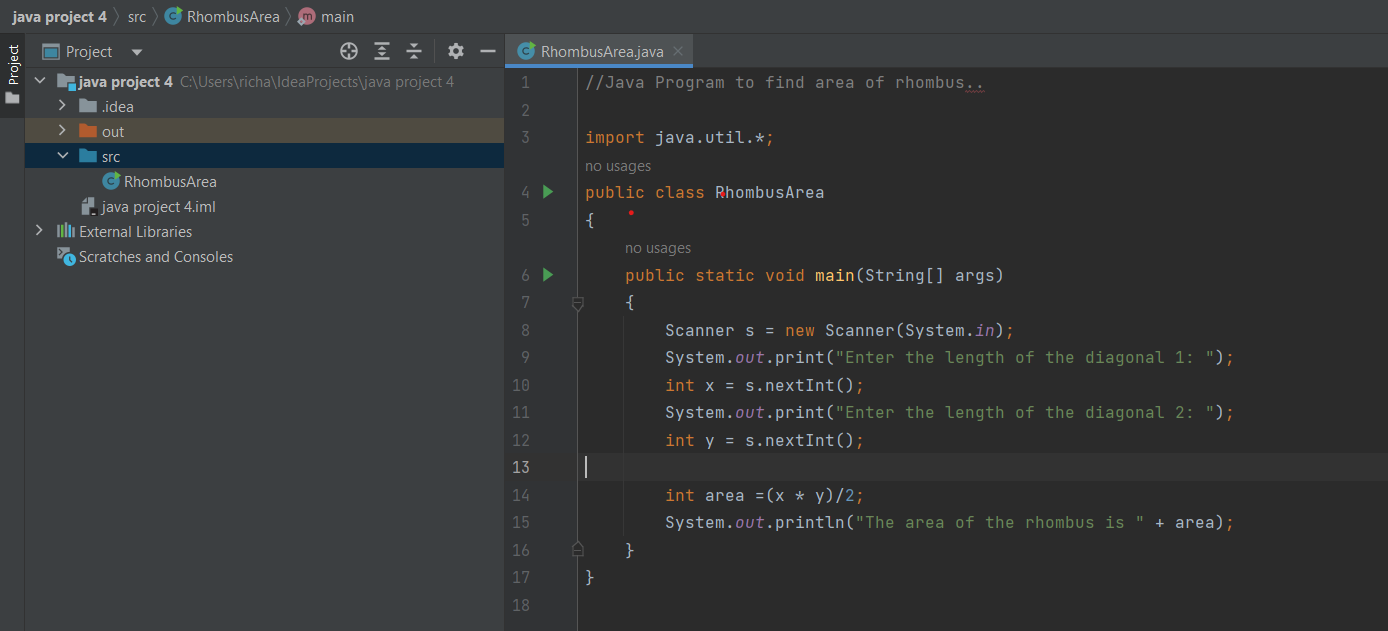 java project 4 src RhombusArea main
Project
Project
RhombusArea.java
java project 4 C:\Users\richa\IdeaProjects\java project 4
.idea
out
src
RhombusArea
java project 4.iml
External Libraries
Scratches and Consoles
1 //Java Program to find area of rhombus..
2
3 import java.util.*;
no usages
4 public class RhombusArea
5 {
no usages
6 public static void main(String[] args)
7 {
8 Scanner s = new Scanner(System.in);
9 System.out.print("Enter the length of the diagonal 1: ");
10 int x = s.nextInt();
11 System.out.print("Enter the length of the diagonal 2: ");
12 int y = s.nextInt();
13
14 int area =(x * y)/2;
15 System.out.println("The area of the rhombus is " + area);
16 }
17 }
18